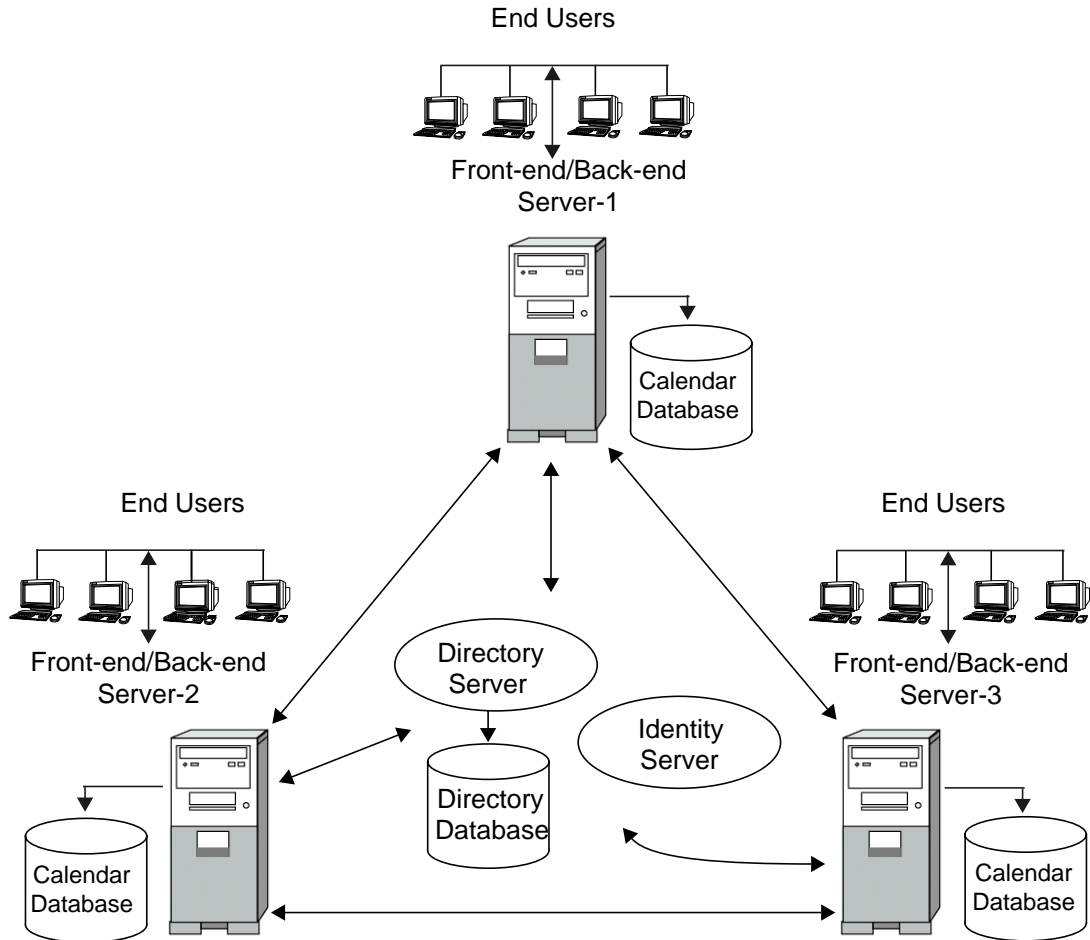 End Users
Front-end/Back-end
Server-1
Calendar
Database
End Users
End Users
Front-end/Back-end
Server-2
Directory
Server
Front-end/Back-end
Server-3
Identity
Server
Directory
Database
Calendar
Database
Calendar
Database